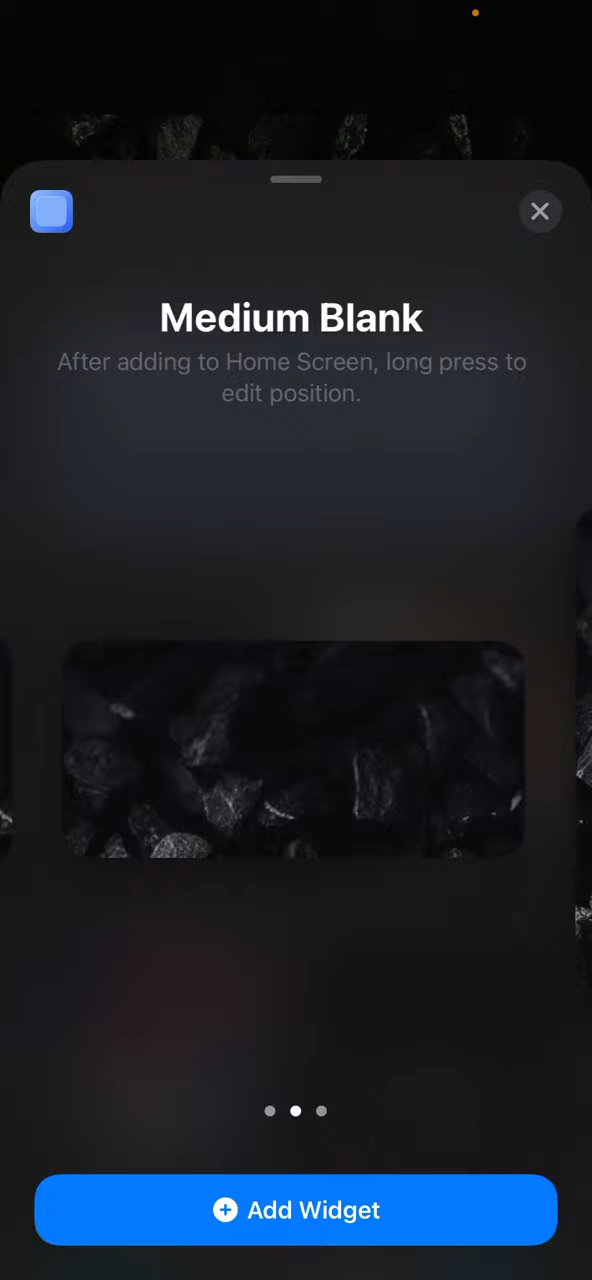 Medium Blank
After adding to Home Screen, long press to
edit position.
Add Widget